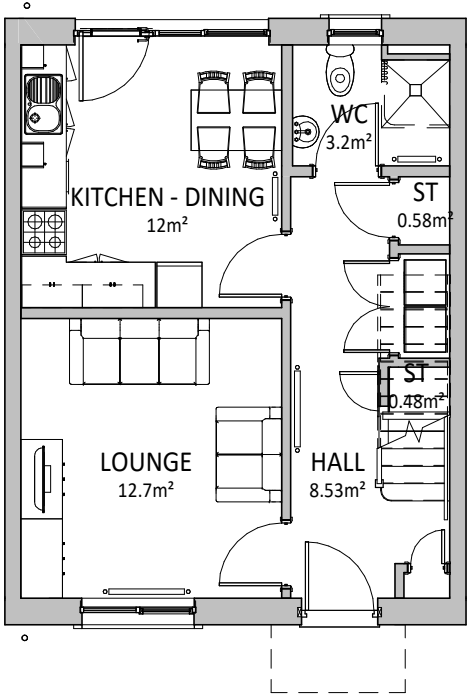 WC
3.2m²
KITCHEN - DINING
12m²
ST
0.58m²
ST
0.48m²
LOUNGE
12.7m²
HALL
8.53m²